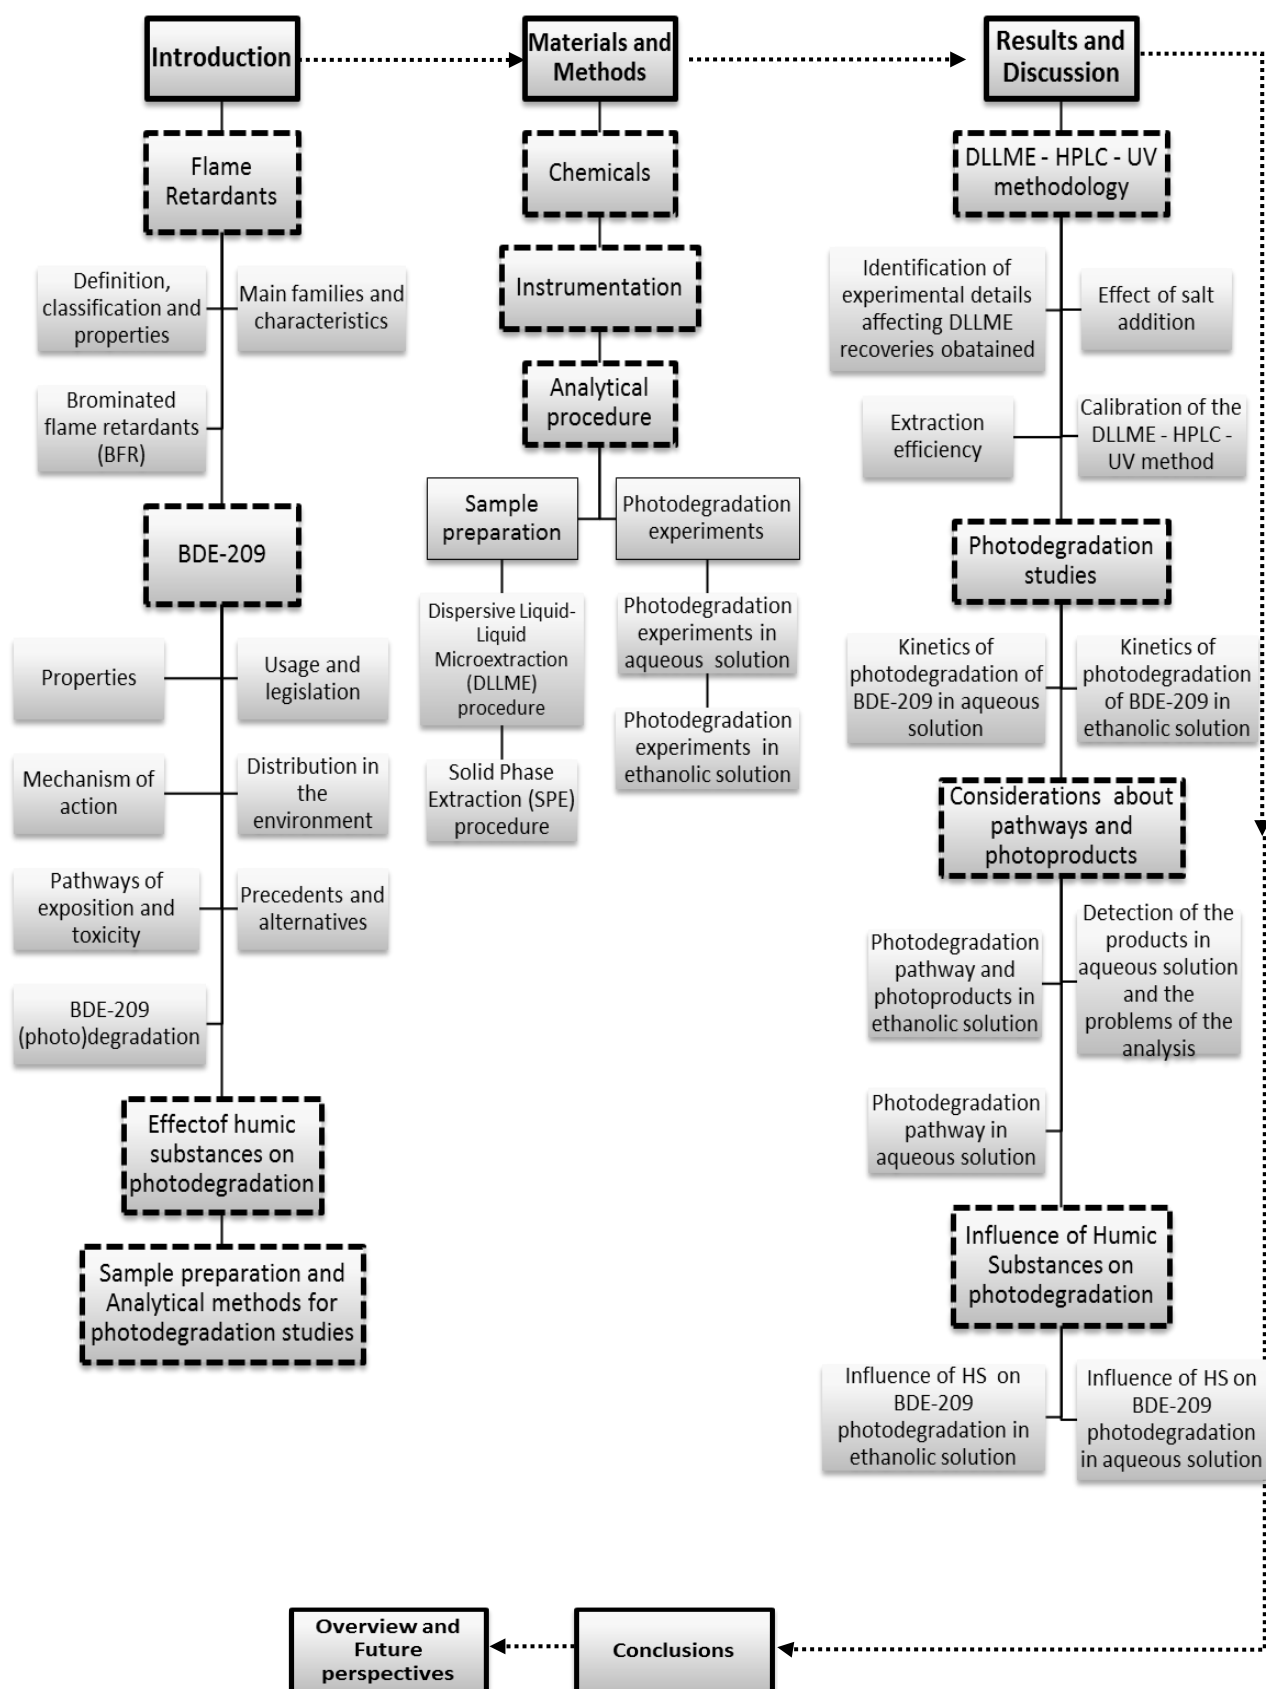 Introduction
Flame
Retardants
Definition,
classification and
properties
Main families and
characteristics
Brominated
flame retardants
(BFR)
BDE-209
Properties
Usage and
legislation
Mechanism of
action
Distribution in
the
environment
Pathways of
exposition and
toxicity
Precedents and
alternatives
BDE-209
(photo)degradation
Effectof humic
substances on
photodegradation
Sample preparation and
Analytical methods for
photodegradation studies
Materials and
Methods
Chemicals
Instrumentation
Analytical
procedure
Sample
preparation
Photodegradation
experiments
Dispersive Liquid-
Liquid
Microextraction
(DLLME)
procedure
Photodegradation
experiments in
aqueous solution
Solid Phase
Extraction (SPE)
procedure
Photodegradation
experiments in
ethanolic solution
Results and
Discussion
DLLME - HPLC - UV
methodology
Identification of
experimental details
affecting DLLME
recoveries obatained
Effect of salt
addition
Extraction
efficiency
Calibration of the
DLLME - HPLC -
UV method
Photodegradation
studies
Kinetics of
photodegradation of
BDE-209 in aqueous
solution
Kinetics of
photodegradation
of BDE-209 in
ethanolic solution
Considerations about
pathways and
photoproducts
Photodegradation
pathway and
photoproducts in
ethanolic solution
Detection of the
products in
aqueous solution
and the
problems of the
analysis
Photodegradation
pathway in
aqueous solution
Influence of Humic
Substances on
photodegradation
Influence of HS on
BDE-209
photodegradation in
ethanolic solution
Influence of HS on
BDE-209
photodegradation
in aqueous solution
Conclusions
Overview and
Future
perspectives